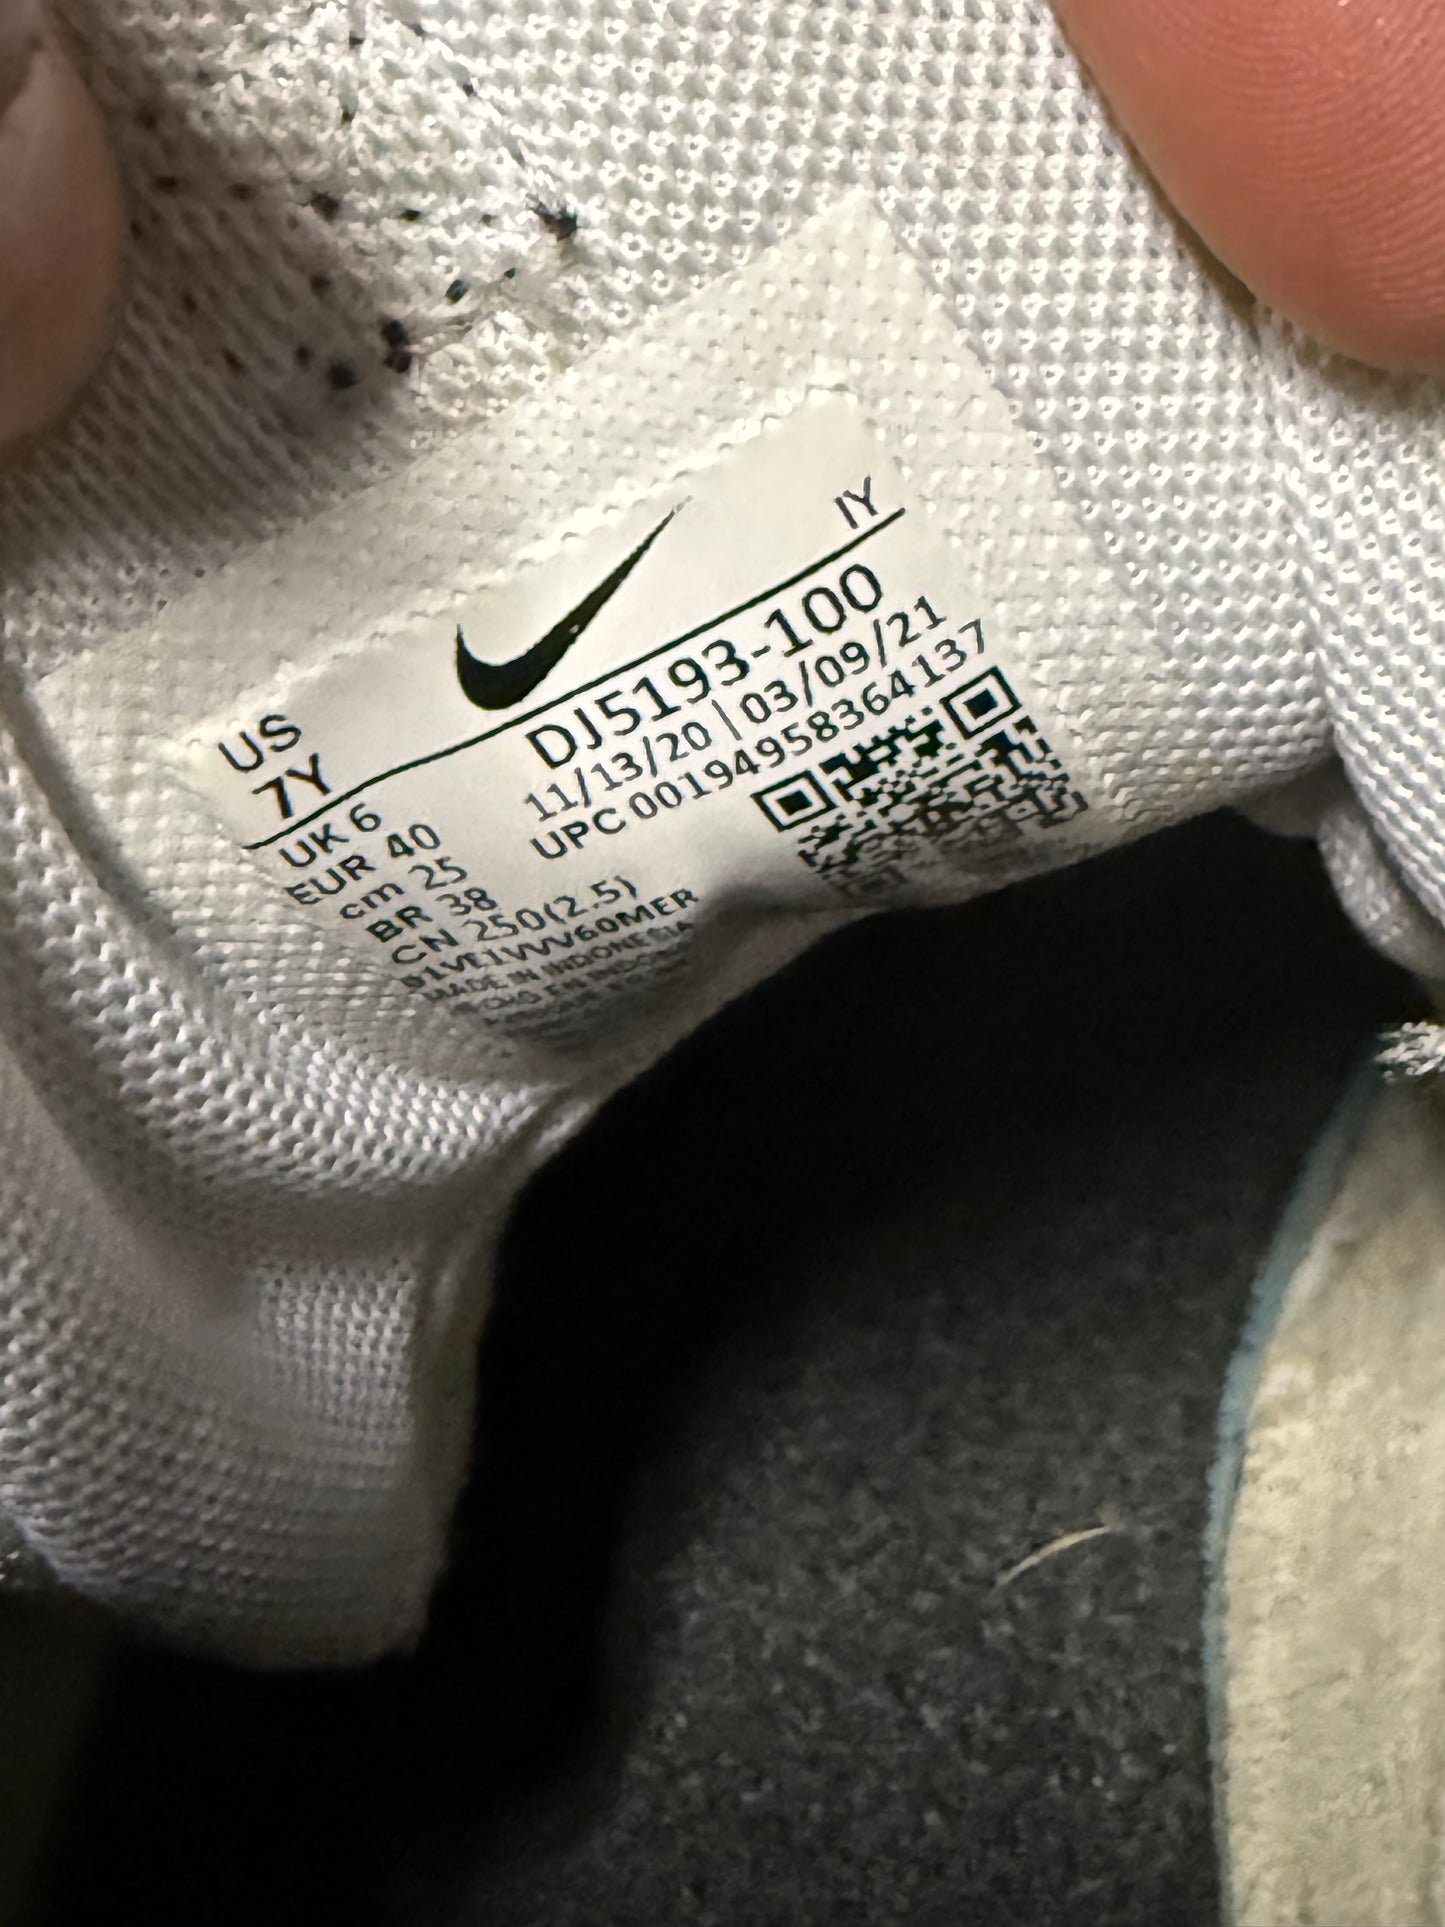 IY
US
7Y
DJ5193-100
11/13/20 | 03/09/21
UPC 00194958364137
UK 6
EUR 40
cm 25
BR 38
CN 250(2.5)
MADE IN INDONESIA